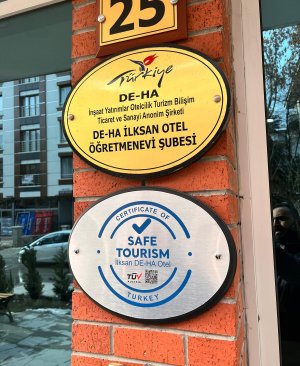 25
Türkiye
DE-HA
İnşaat Yatırımlar Otelcilik Turizm Bilişim
Ticaret ve Sanayi Anonim Şirketi
DE-HA İLKSAN OTEL
ÖĞRETMENEVİ ŞUBESİ
CERTIFICATE OF
SAFE
TOURISM
İlksan DE-HA Otel
TÜV
TURKEY